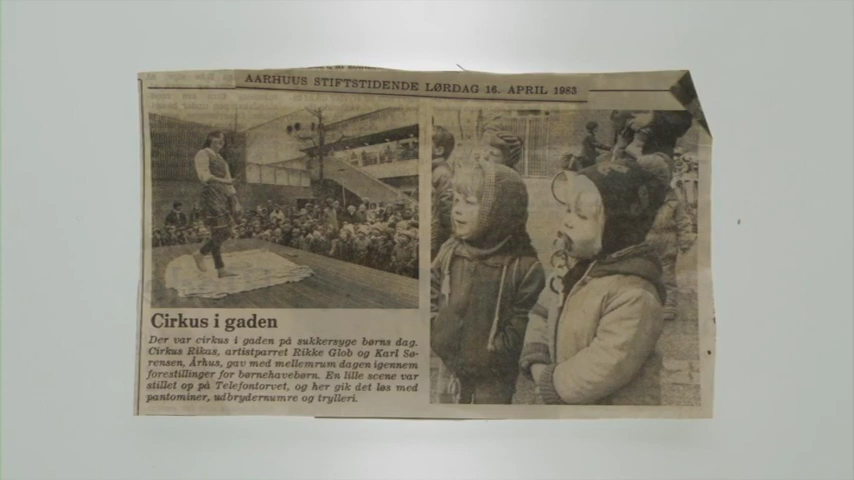 AARHUUS STIFTSTIDENDE LØRDAG 16. APRIL 1983
Cirkus i gaden
Der var cirkus i gaden på sukkersyge børns dag.
Cirkus Rikas, artistparret Rikke Glob og Karl Sø-
rensen, Århus, gav med mellemrum dagen igennem
forestillinger for børnehavebørn. En lille scene var
stillet op på Telefontorvet, og her gik det løs med
pantominer, udbrydernumre og trylleri.